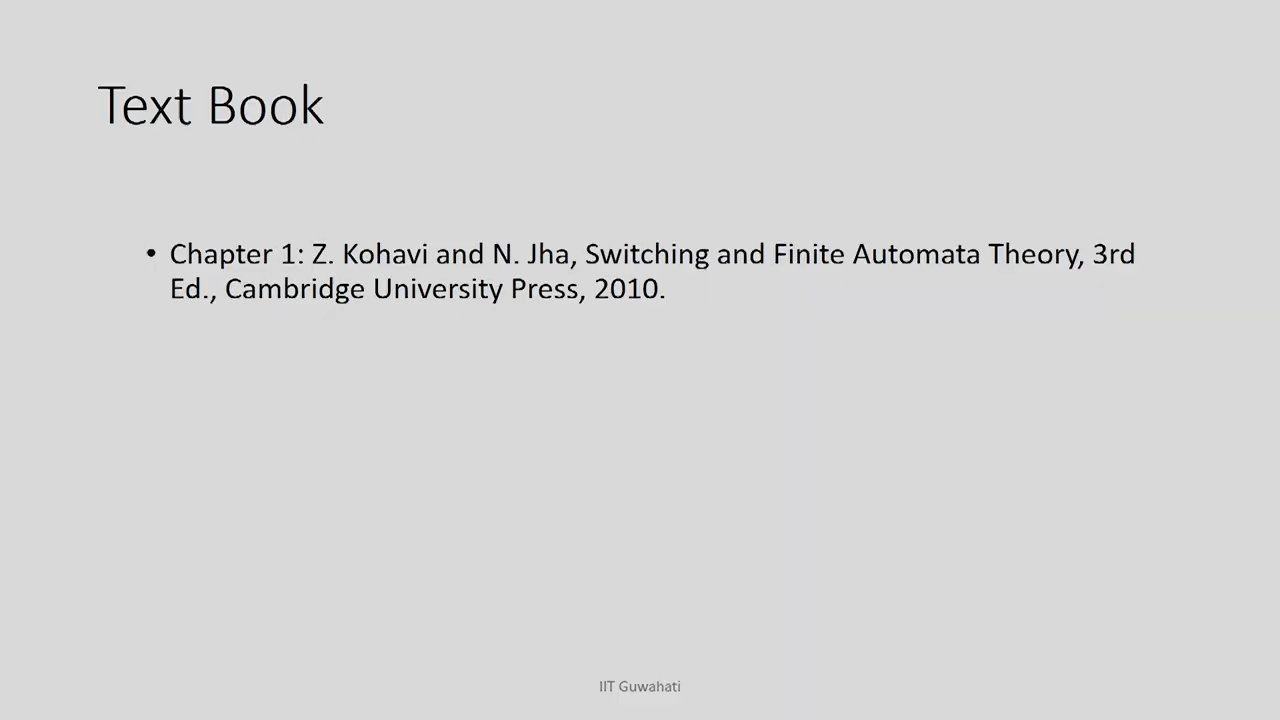 Text Book
• Chapter 1: Z. Kohavi and N. Jha, Switching and Finite Automata Theory, 3rd
Ed., Cambridge University Press, 2010.
IIT Guwahati